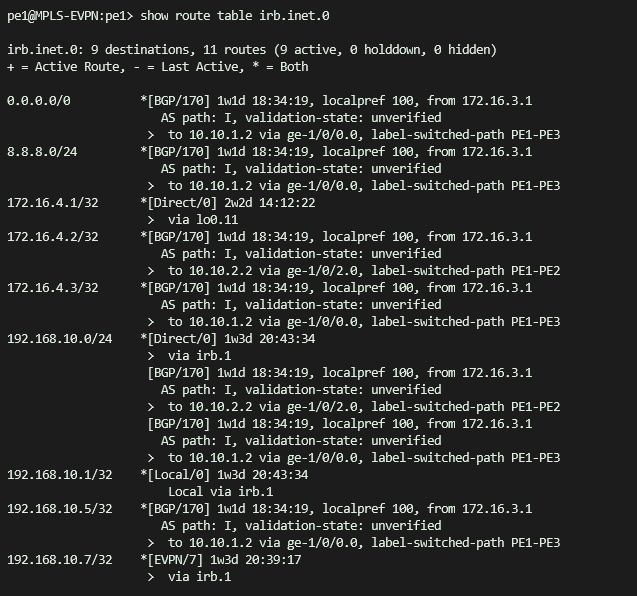 pe1@MPLS-EVPN:pe1> show route table irb.inet.0
irb.inet.0: 9 destinations, 11 routes (9 active, 0 holddown, 0 hidden)
+ = Active Route, - = Last Active, * = Both
0.0.0.0/0          *[BGP/170] 1w1d 18:34:19, localpref 100, from 172.16.3.1
                      AS path: I, validation-state: unverified
                    >  to 10.10.1.2 via ge-1/0/0.0, label-switched-path PE1-PE3
8.8.8.0/24         *[BGP/170] 1w1d 18:34:19, localpref 100, from 172.16.3.1
                      AS path: I, validation-state: unverified
                    >  to 10.10.1.2 via ge-1/0/0.0, label-switched-path PE1-PE3
172.16.4.1/32      *[Direct/0] 2w2d 14:12:22
                    >  via lo0.11
172.16.4.2/32      *[BGP/170] 1w1d 18:34:19, localpref 100, from 172.16.3.1
                      AS path: I, validation-state: unverified
                    >  to 10.10.2.2 via ge-1/0/2.0, label-switched-path PE1-PE2
172.16.4.3/32      *[BGP/170] 1w1d 18:34:19, localpref 100, from 172.16.3.1
                      AS path: I, validation-state: unverified
                    >  to 10.10.1.2 via ge-1/0/0.0, label-switched-path PE1-PE3
192.168.10.0/24    *[Direct/0] 1w3d 20:43:34
                    >  via irb.1
                    [BGP/170] 1w1d 18:34:19, localpref 100, from 172.16.3.1
                      AS path: I, validation-state: unverified
                    >  to 10.10.2.2 via ge-1/0/2.0, label-switched-path PE1-PE2
                    [BGP/170] 1w1d 18:34:19, localpref 100, from 172.16.3.1
                      AS path: I, validation-state: unverified
                    >  to 10.10.1.2 via ge-1/0/0.0, label-switched-path PE1-PE3
192.168.10.1/32    *[Local/0] 1w3d 20:43:34
                       Local via irb.1
192.168.10.5/32    *[BGP/170] 1w1d 18:34:19, localpref 100, from 172.16.3.1
                      AS path: I, validation-state: unverified
                    >  to 10.10.1.2 via ge-1/0/0.0, label-switched-path PE1-PE3
192.168.10.7/32    *[EVPN/7] 1w3d 20:39:17
                    >  via irb.1